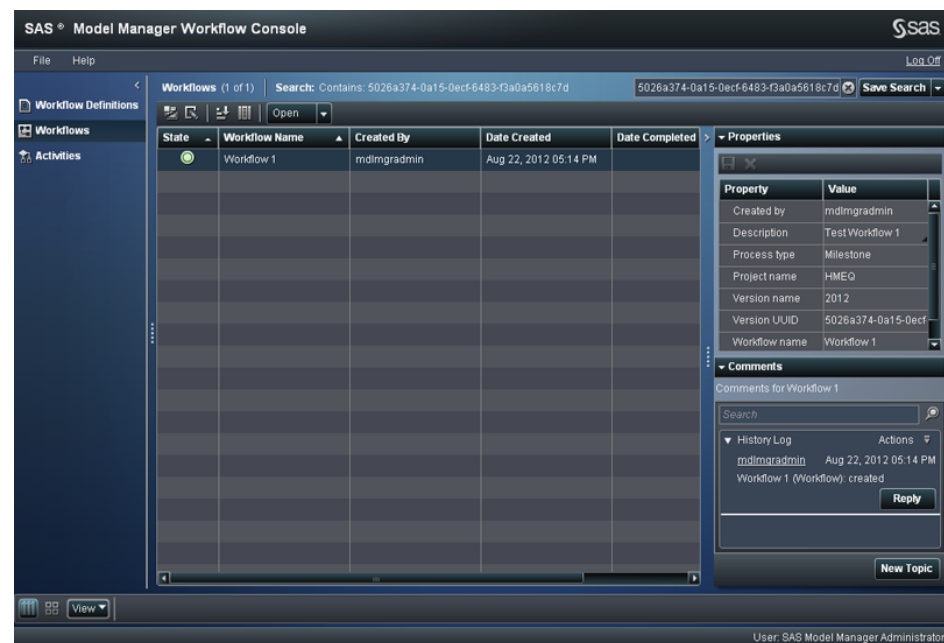 SAS ® Model Manager Workflow Console
sas
File Help Log Off
Workflow Definitions
Workflows
Activities
Workflows (1 of 1) Search: Contains: 5026a374-0a15-0ecf-6483-f3a0a5618c7d
5026a374-0a15-0ecf-6483-f3a0a5618c7d Save Search
Open
State Workflow Name Created By Date Created Date Completed
Workflow 1 mdlmgradmin Aug 22, 2012 05:14 PM
Properties
Property Value
Created by mdlmgradmin
Description Test Workflow 1
Process type Milestone
Project name HMEQ
Version name 2012
Version UUID 5026a374-0a15-0ecf-
Workflow name Workflow 1
Comments
Comments for Workflow 1
Search
History Log Actions
mdlmgradmin Aug 22, 2012 05:14 PM
Workflow 1 (Workflow): created
Reply
New Topic
View
User: SAS Model Manager Administrator